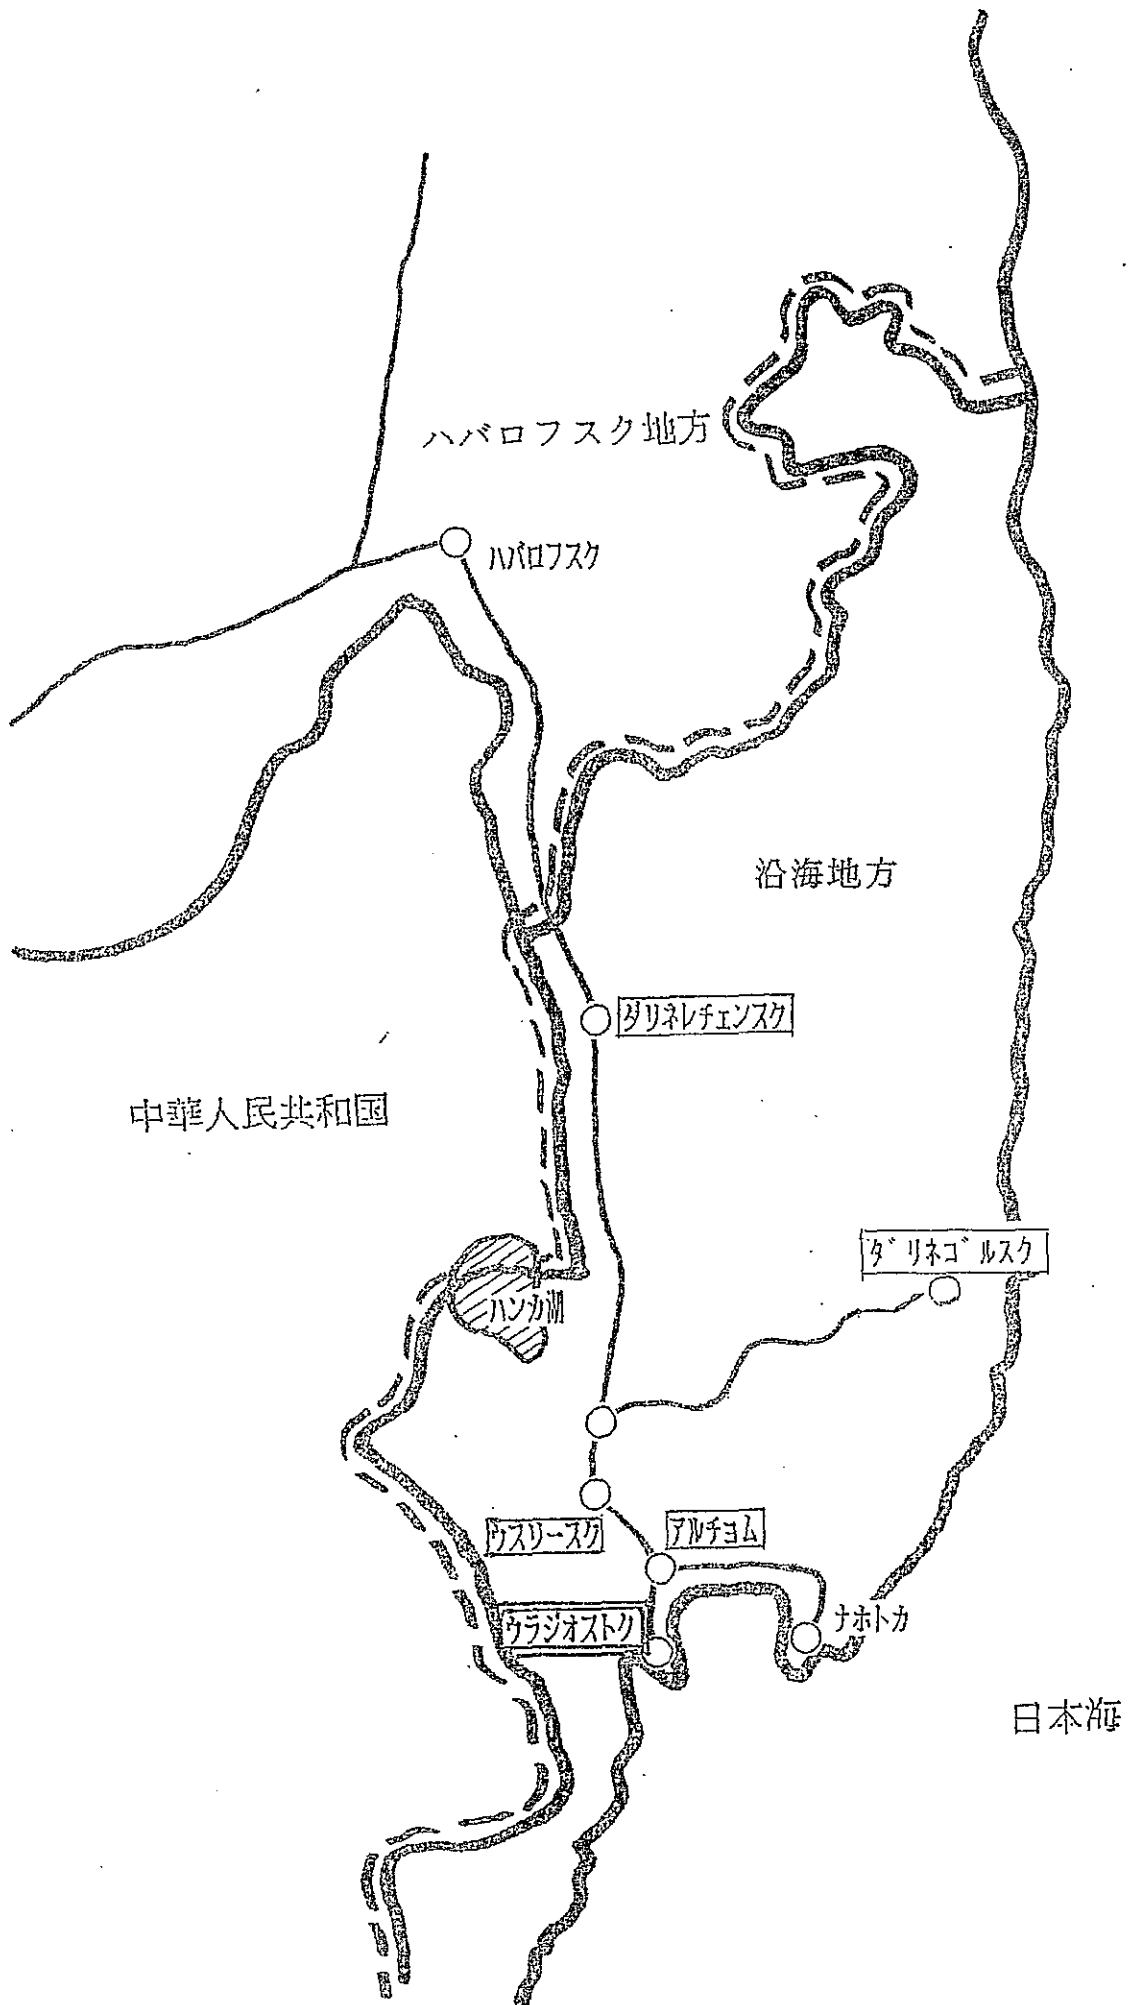 ハバロフスク地方
ハバロフスク
沿海地方
ダリネレチェンスク
中華人民共和国
ダリネゴルスク
ハンカ湖
ウスリースク
アルチョム
ウラジオストク
ナホトカ
日本海